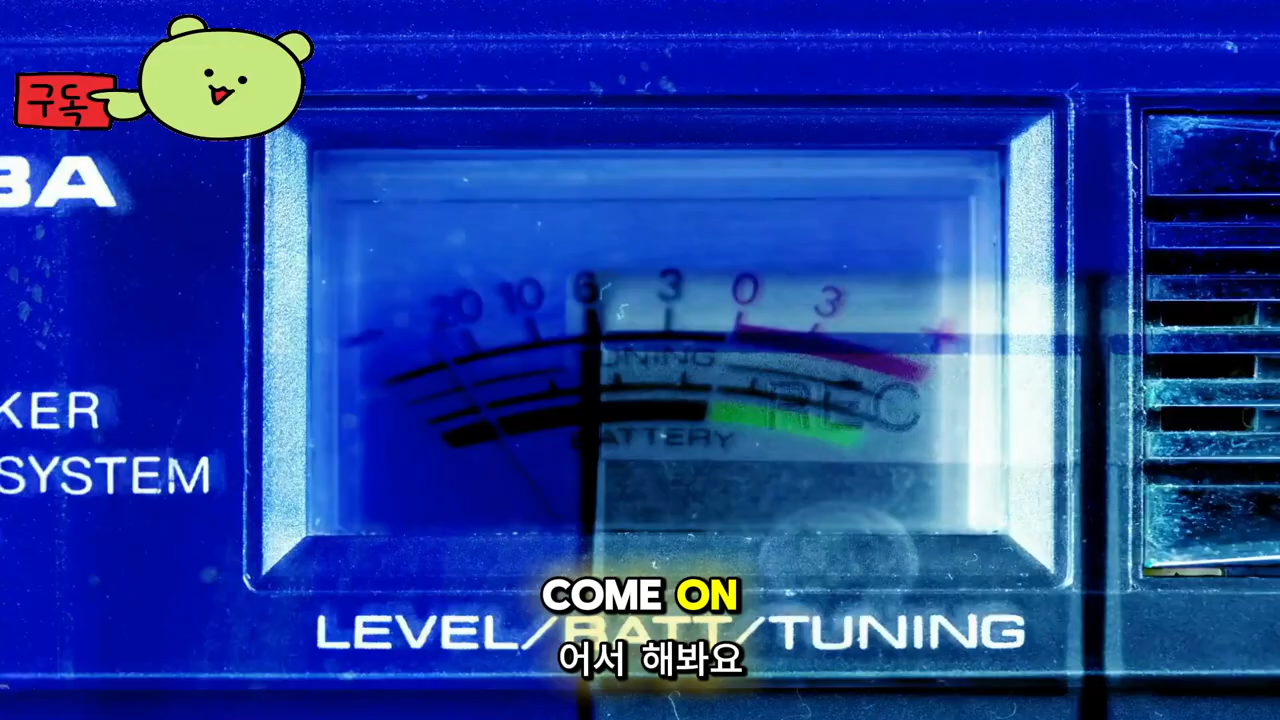 구독
BA
20 10 6 3 0 3
- +
TUNING
REC
BATTERY
KER
SYSTEM
COME ON
LEVEL/BATT/TUNING
어서 해봐요